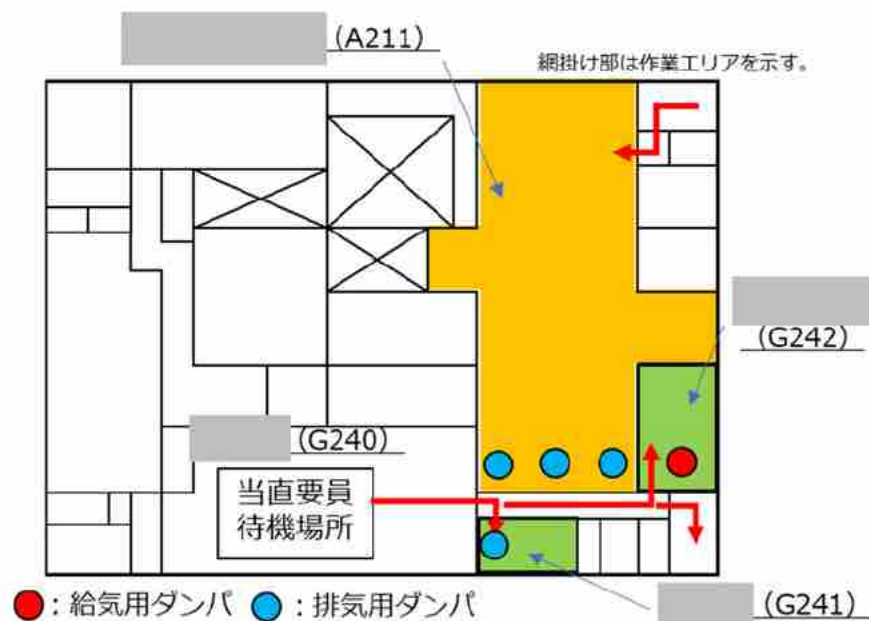 (A211)
網掛け部は作業エリアを示す。
(G242)
(G240)
当直要員
待機場所
●：給気用ダンパ ●：排気用ダンパ
(G241)